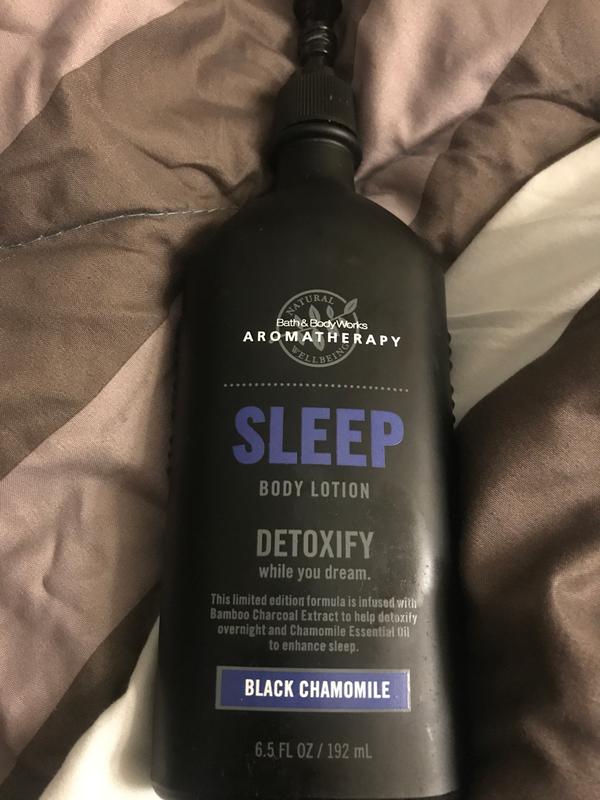 NATURAL
Bath & Body Works
AROMATHERAPY
WELLBEING
SLEEP
BODY LOTION
DETOXIFY
while you dream.
This limited edition formula is infused with
Bamboo Charcoal Extract to help detoxify
overnight and Chamomile Essential Oil
to enhance sleep.
BLACK CHAMOMILE
6.5 FL OZ / 192 mL